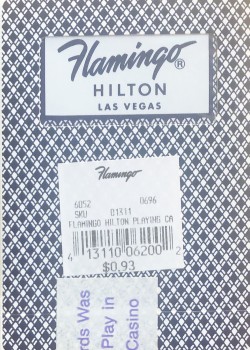 Flamingo®
HILTON
LAS VEGAS
Flamingo
6052 0696
SKU 01311
FLAMINGO HILTON PLAYING CA
4 13110 06200 2
$0.93
rds Was
Play in
Casino